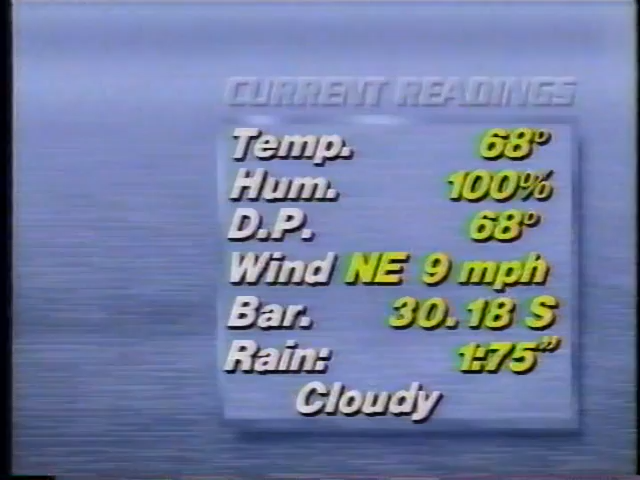 CURRENT READINGS
Temp. 68°
Hum. 100%
D.P. 68°
Wind NE 9 mph
Bar. 30.18 S
Rain: 1:75"
Cloudy